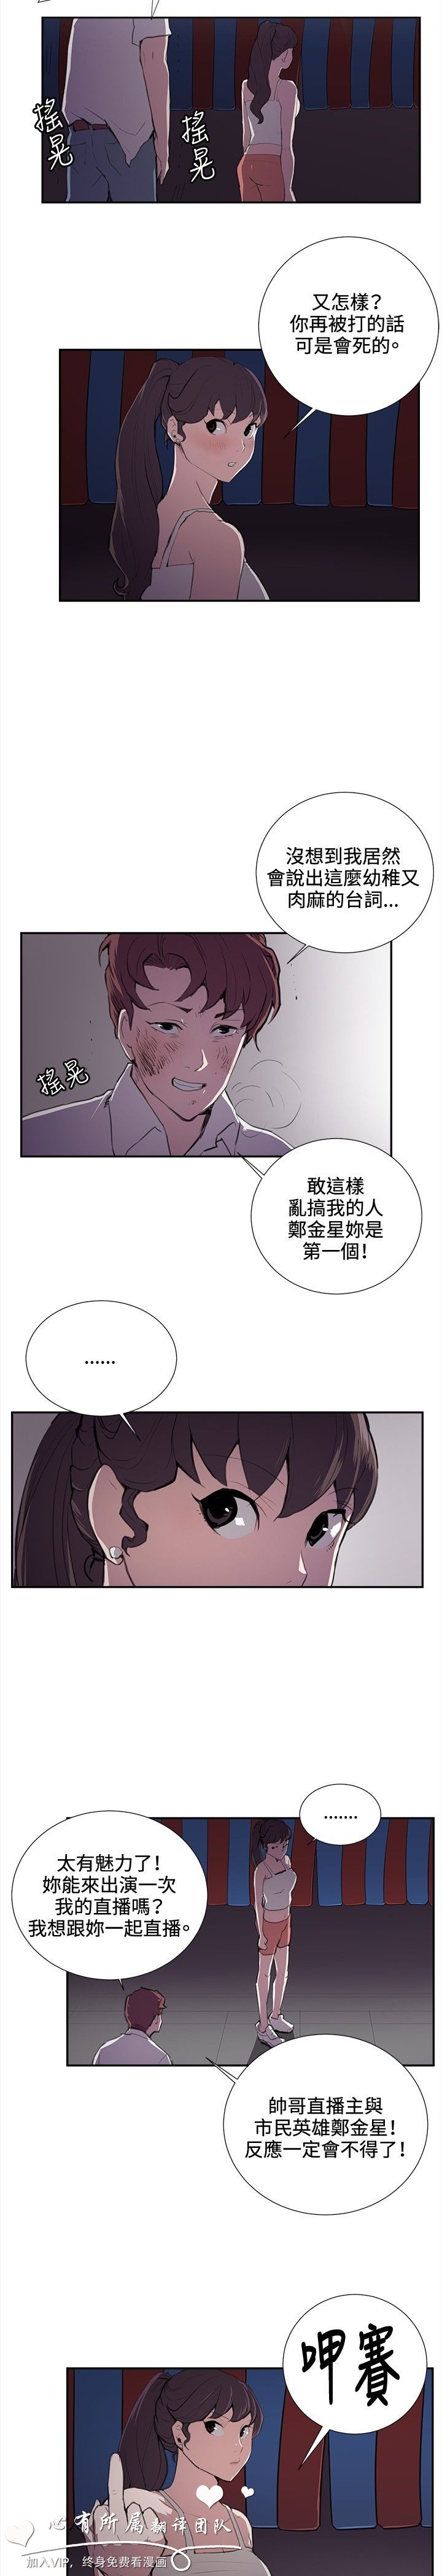 搖晃
搖晃
又怎樣？
你再被打的話
可是會死的。
沒想到我居然
會說出這麼幼稚又
肉麻的台詞...
搖晃
敢這樣
亂搞我的人
鄭金星妳是
第一個！
......
.......
太有魅力了！
妳能來出演一次
我的直播嗎？
我想跟妳一起直播。
帥哥直播主與
市民英雄鄭金星！
反應一定會不得了！
呷賽
心有所属翻译团队
加入VIP，终身免费看漫画